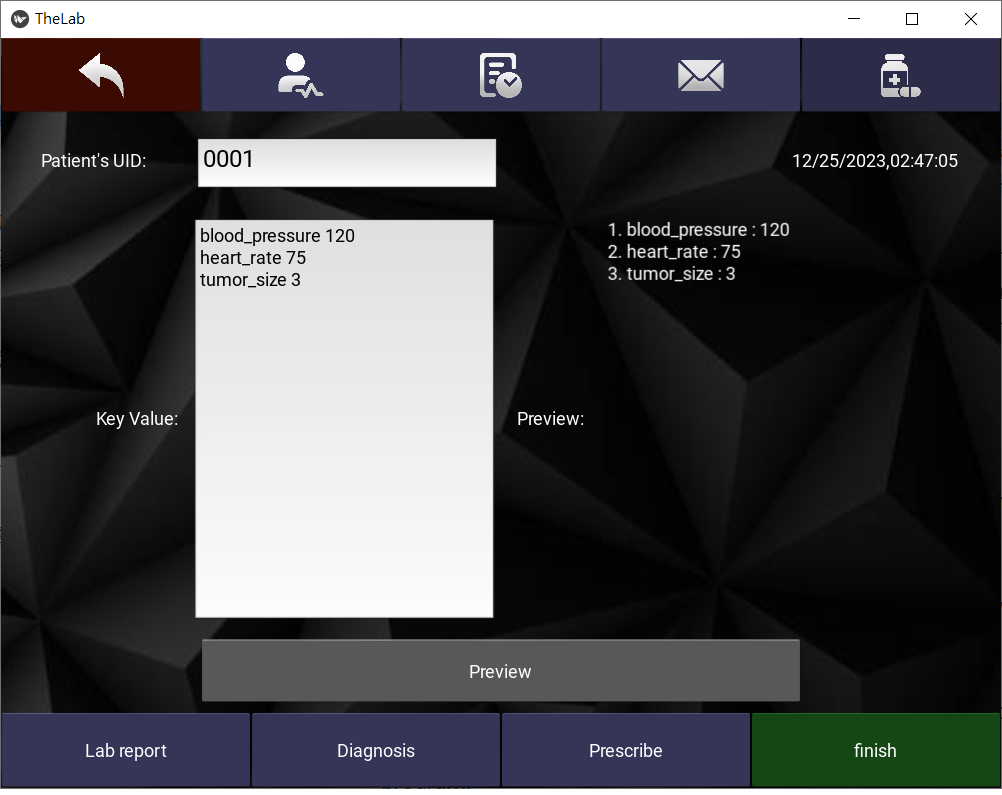 TheLab
Patient's UID:
0001
12/25/2023,02:47:05
Key Value:
blood_pressure 120
heart_rate 75
tumor_size 3
Preview:
1. blood_pressure : 120
2. heart_rate : 75
3. tumor_size : 3
Preview
Lab report
Diagnosis
Prescribe
finish